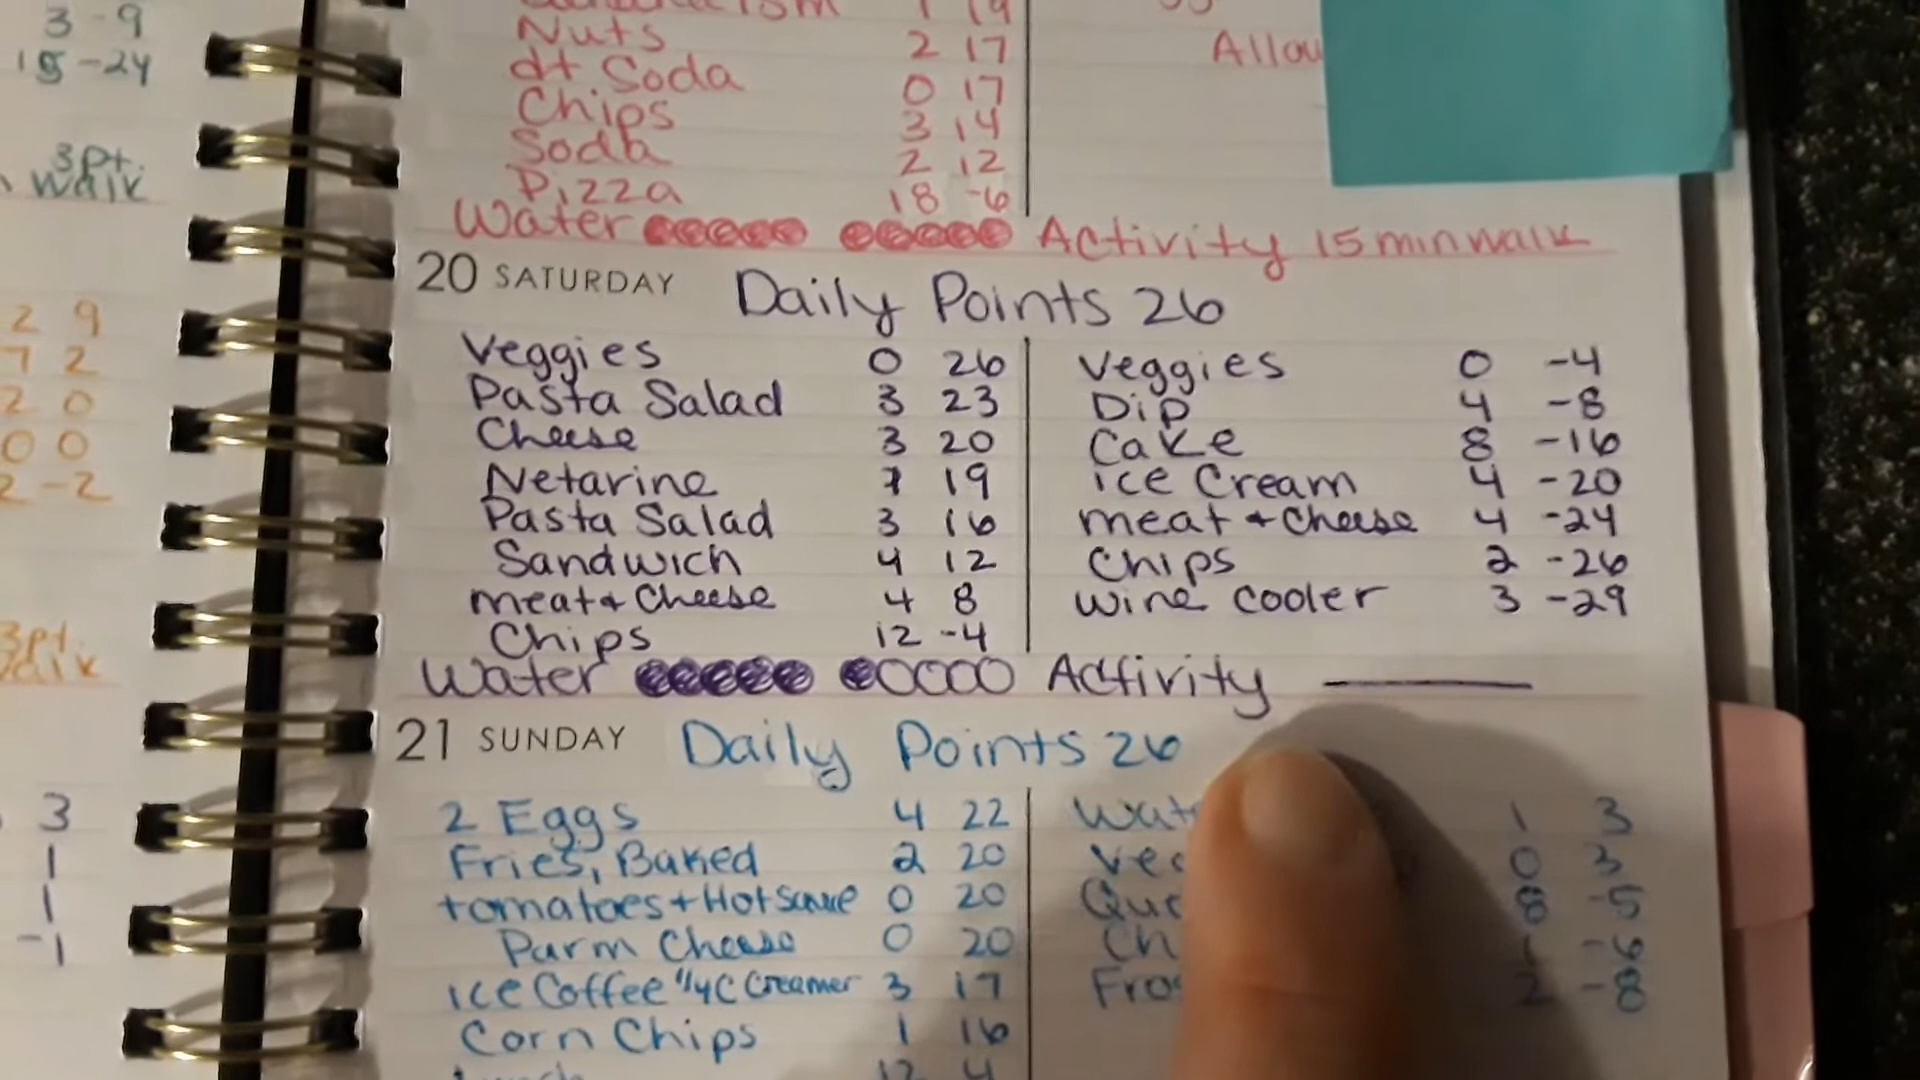 3 -9
15 -24
3pt.
walk
2 9
7 2
2 0
0 0
2 -2
3pt.
walk
3
1
1
-1
1 19
Nuts 2 17
dt Soda 0 17
Chips 3 14
Soda 2 12
Pizza 18 -6
Allow
Water Activity 15 min walk
20 SATURDAY Daily Points 26
Veggies 0 26
Pasta Salad 3 23
Cheese 3 20
Netarine 1 19
Pasta Salad 3 16
Sandwich 4 12
meat + Cheese 4 8
Chips 12 -4
Veggies 0 -4
Dip 4 -8
Cake 8 -16
ice Cream 4 -20
meat + Cheese 4 -24
Chips 2 -26
Wine cooler 3 -29
Water Activity
21 SUNDAY Daily Points 26
2 Eggs 4 22
Fries, Baked 2 20
tomatoes + Hot Sauce 0 20
Parm Cheese 0 20
ice Coffee 1/4 C Creamer 3 17
Corn Chips 1 16
12 4
1 3
0 3
8 -5
1 -6
2 -8